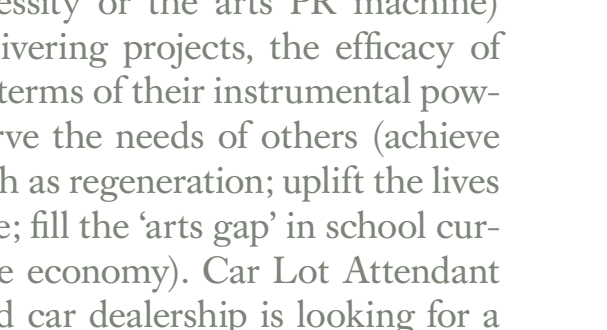 essity or the arts PR machine)
ivering projects, the efficacy of
terms of their instrumental pow-
rve the needs of others (achieve
h as regeneration; uplift the lives
e; fill the ‘arts gap’ in school cur-
e economy). Car Lot Attendant
d car dealership is looking for a